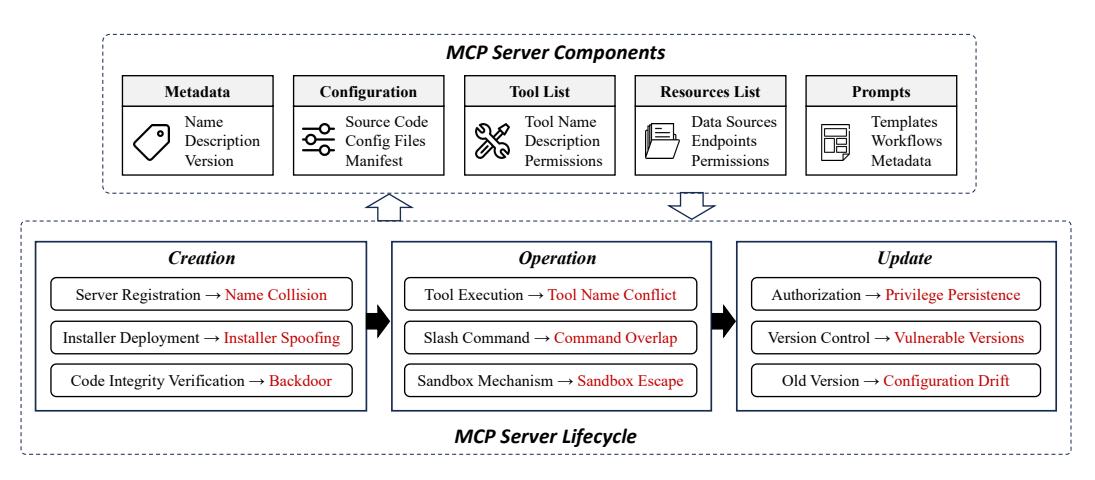 MCP Server Components
Metadata
Name
Description
Version
Configuration
Source Code
Config Files
Manifest
Tool List
Tool Name
Description
Permissions
Resources List
Data Sources
Endpoints
Permissions
Prompts
Templates
Workflows
Metadata
Creation
Server Registration → Name Collision
Installer Deployment → Installer Spoofing
Code Integrity Verification → Backdoor
Operation
Tool Execution → Tool Name Conflict
Slash Command → Command Overlap
Sandbox Mechanism → Sandbox Escape
Update
Authorization → Privilege Persistence
Version Control → Vulnerable Versions
Old Version → Configuration Drift
MCP Server Lifecycle